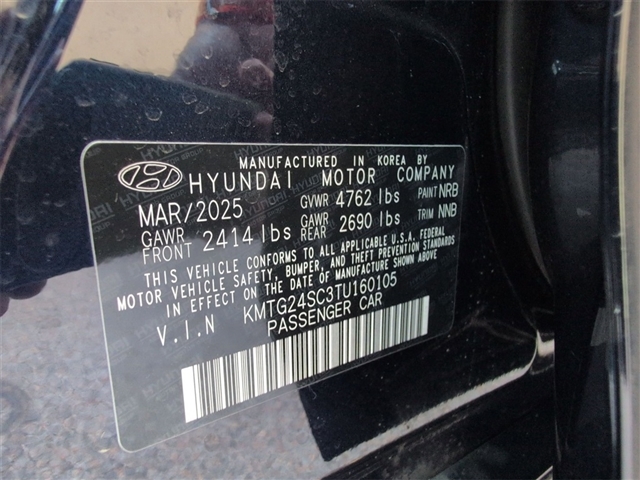 MANUFACTURED IN KOREA BY
HYUNDAI MOTOR COMPANY
MAR/2025 GVWR 4762 lbs PAINT NRB
GAWR FRONT 2414 lbs GAWR REAR 2690 lbs TRIM NNB
THIS VEHICLE CONFORMS TO ALL APPLICABLE U.S.A. FEDERAL
MOTOR VEHICLE SAFETY, BUMPER, AND THEFT PREVENTION STANDARDS
IN EFFECT ON THE DATE OF MANUFACTURE SHOWN ABOVE.
V.I.N KMTG24SC3TU160105
PASSENGER CAR